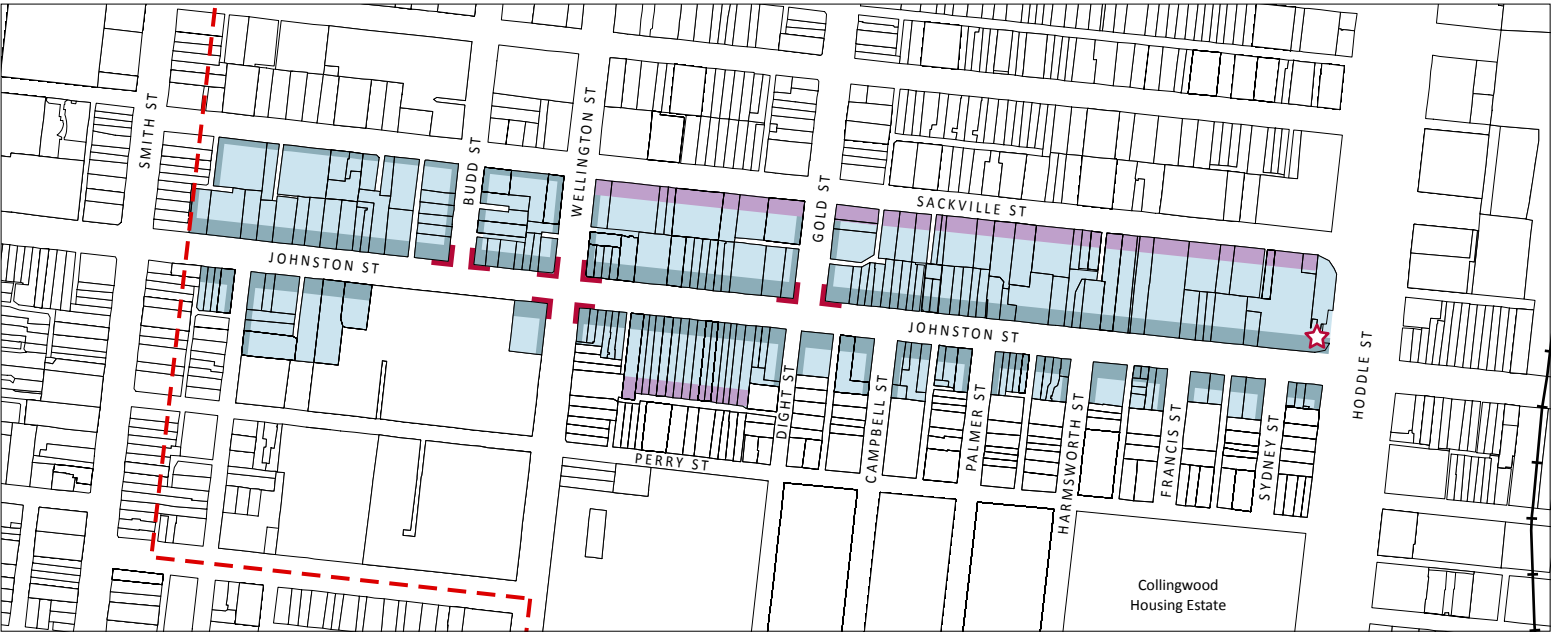 SMITH ST
BUDD ST
WELLINGTON ST
GOLD ST
SACKVILLE ST
JOHNSTON ST
JOHNSTON ST
HODDLE ST
DIGHT ST
CAMPBELL ST
PALMER ST
HARMSWORTH ST
FRANCIS ST
SYDNEY ST
PERRY ST
Collingwood
Housing Estate